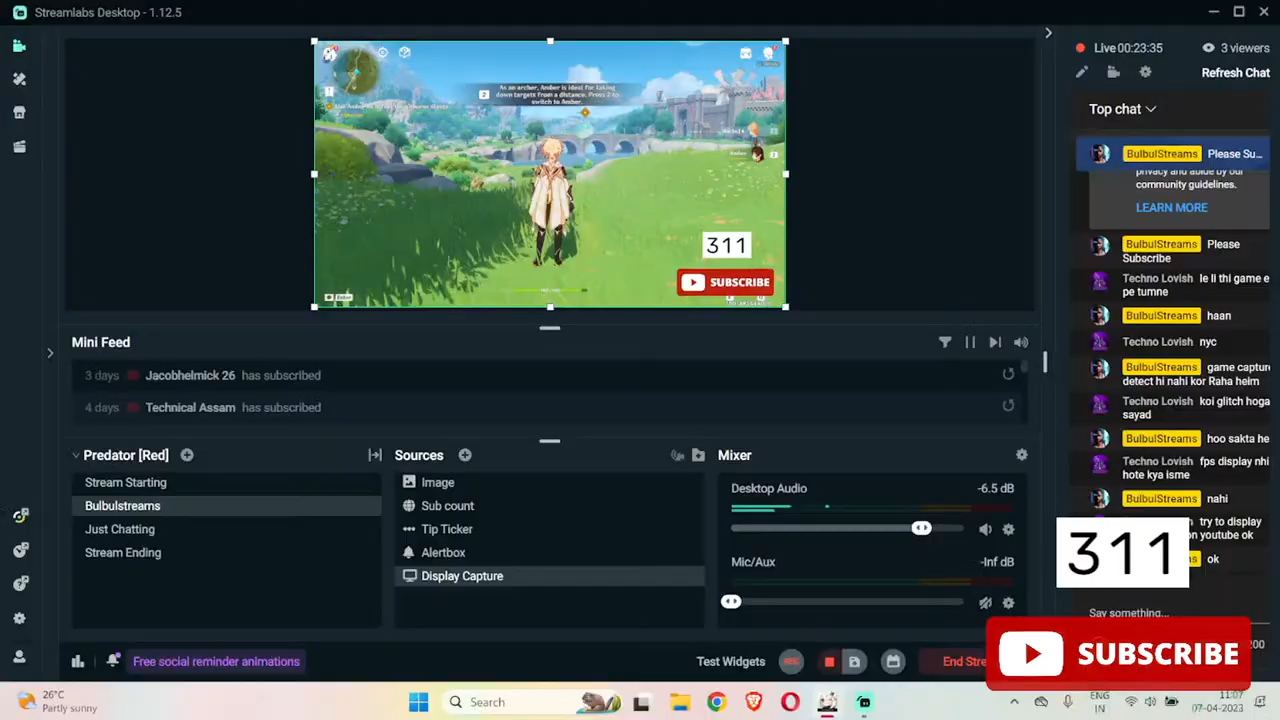 Streamlabs Desktop - 1.12.5
Live 00:23:35
3 viewers
Refresh Chat
Top chat
BulbulStreams Please Su...
privacy and abide by our
community guidelines.
LEARN MORE
BulbulStreams Please
Subscribe
Techno Lovish le li thi game e
pe tumne
BulbulStreams haan
Techno Lovish nyc
BulbulStreams game capture
detect hi nahi kor Raha heim
Techno Lovish koi glitch hoga
sayad
BulbulStreams hoo sakta he
Techno Lovish fps display nhi
hote kya isme
BulbulStreams nahi
try to display
on youtube ok
ok
Say something...
200
As an archer, Amber is ideal for taking
down targets from a distance. Press 2 to
switch to Amber.
2
Amber
Enter
311
SUBSCRIBE
Mini Feed
3 days Jacobhelmick 26 has subscribed
4 days Technical Assam has subscribed
Predator [Red]
Stream Starting
Bulbulstreams
Just Chatting
Stream Ending
Sources
Image
Sub count
Tip Ticker
Alertbox
Display Capture
Mixer
Desktop Audio -6.5 dB
Mic/Aux -Inf dB
311
SUBSCRIBE
Free social reminder animations
Test Widgets
REC
End Stre
26°C
Partly sunny
Search
ENG
IN
11:07
07-04-2023